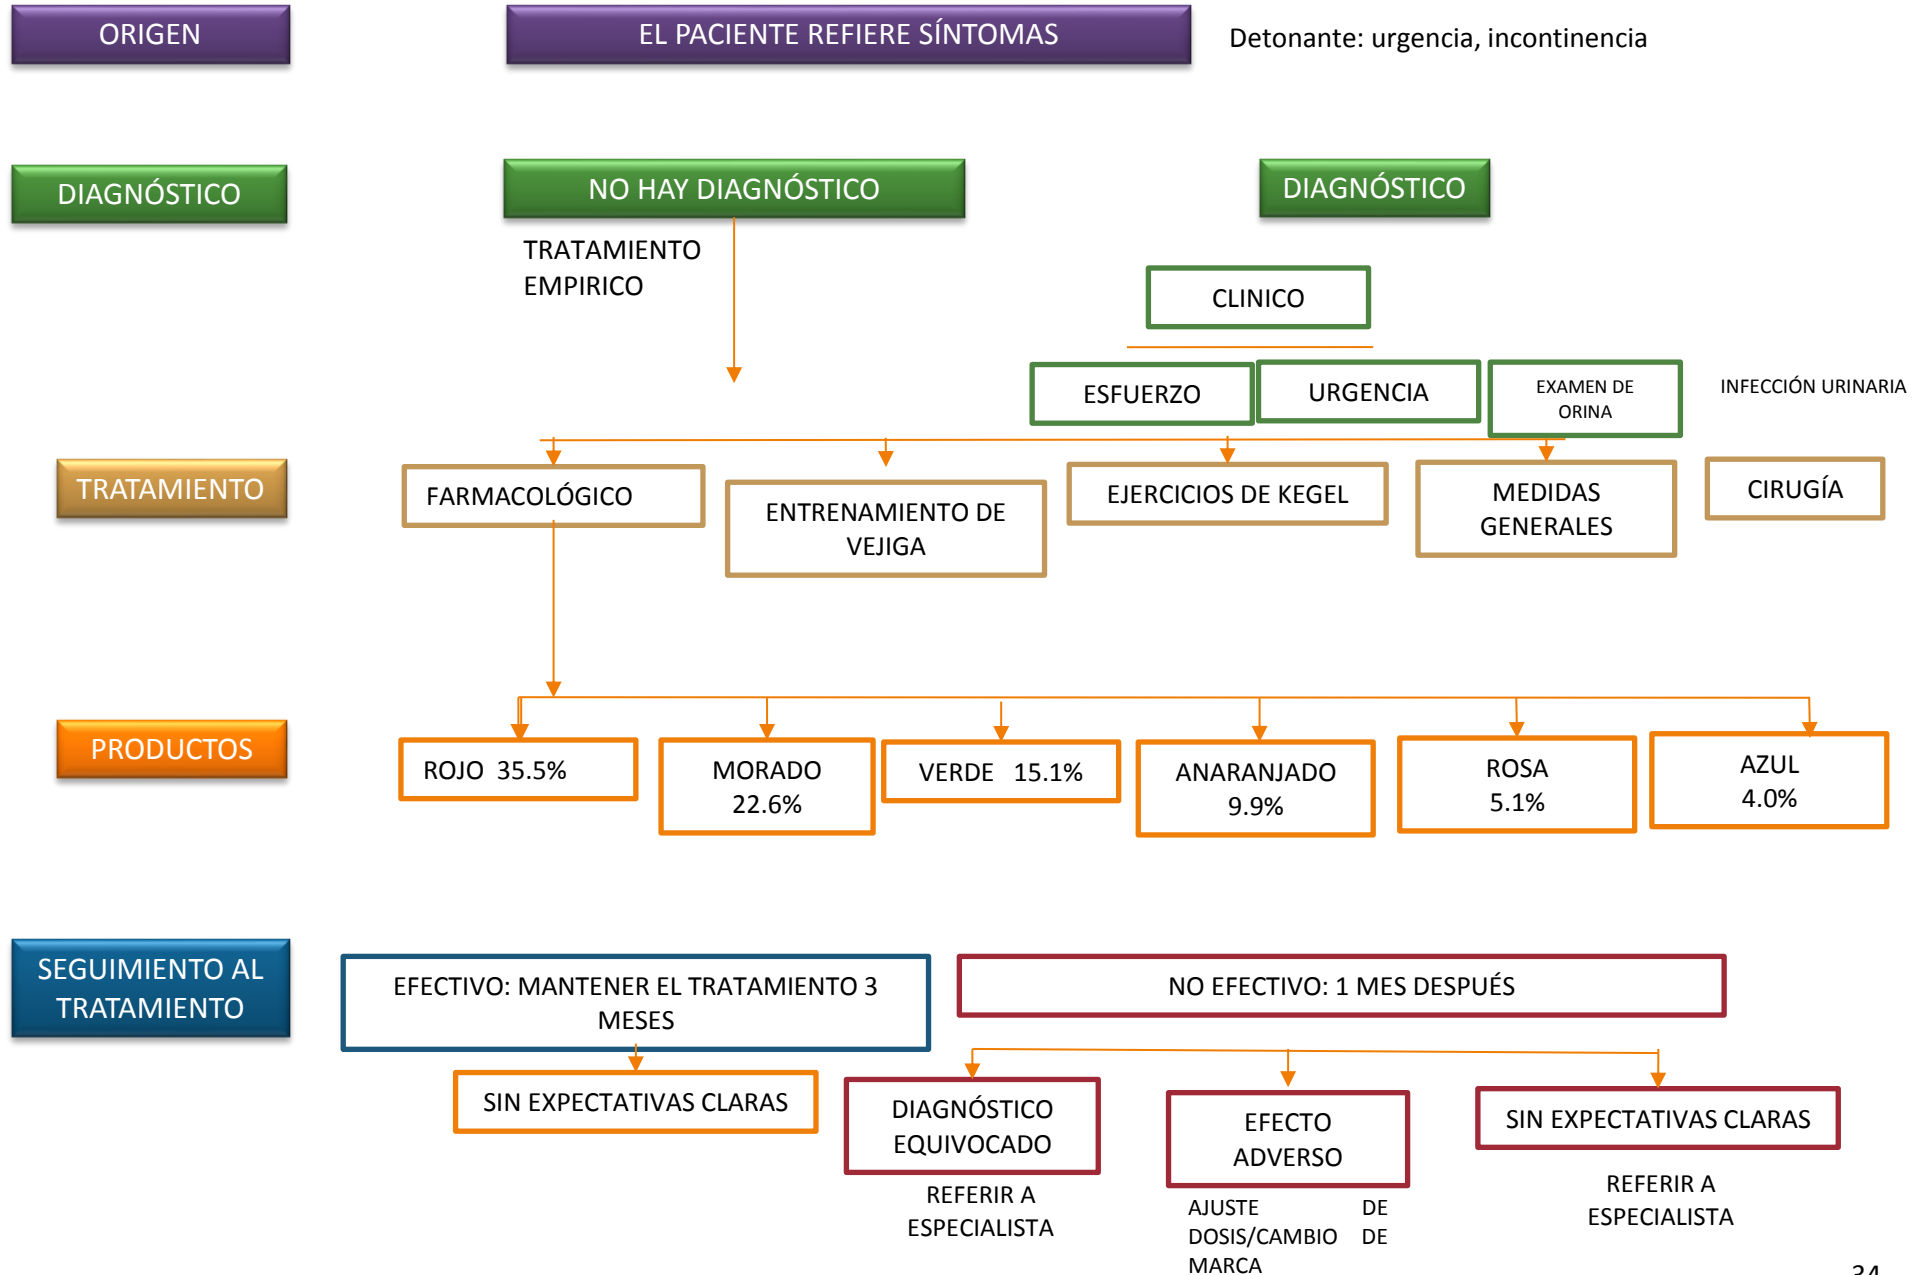 ORIGEN
EL PACIENTE REFIERE SÍNTOMAS
Detonante: urgencia, incontinencia
DIAGNÓSTICO
NO HAY DIAGNÓSTICO
DIAGNÓSTICO
TRATAMIENTO
EMPIRICO
CLINICO
ESFUERZO
URGENCIA
EXAMEN DE
ORINA
INFECCIÓN URINARIA
TRATAMIENTO
FARMACOLÓGICO
ENTRENAMIENTO DE
VEJIGA
EJERCICIOS DE KEGEL
MEDIDAS
GENERALES
CIRUGÍA
PRODUCTOS
ROJO 35.5%
MORADO
22.6%
VERDE 15.1%
ANARANJADO
9.9%
ROSA
5.1%
AZUL
4.0%
SEGUIMIENTO AL
TRATAMIENTO
EFECTIVO: MANTENER EL TRATAMIENTO 3
MESES
NO EFECTIVO: 1 MES DESPUÉS
SIN EXPECTATIVAS CLARAS
DIAGNÓSTICO
EQUIVOCADO
REFERIR A
ESPECIALISTA
EFECTO
ADVERSO
AJUSTE DE
DOSIS/CAMBIO DE
MARCA
SIN EXPECTATIVAS CLARAS
REFERIR A
ESPECIALISTA
34